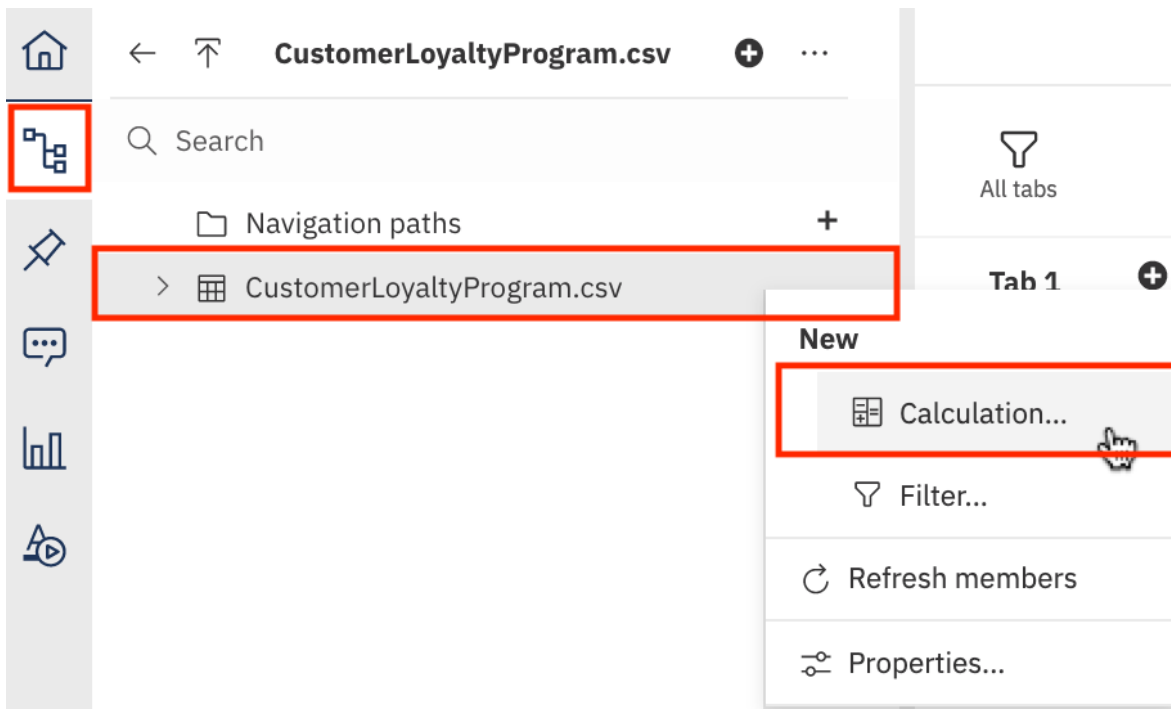 CustomerLoyaltyProgram.csv
Search
All tabs
Navigation paths
CustomerLoyaltyProgram.csv
Tab 1
New
Calculation...
Filter...
Refresh members
Properties...